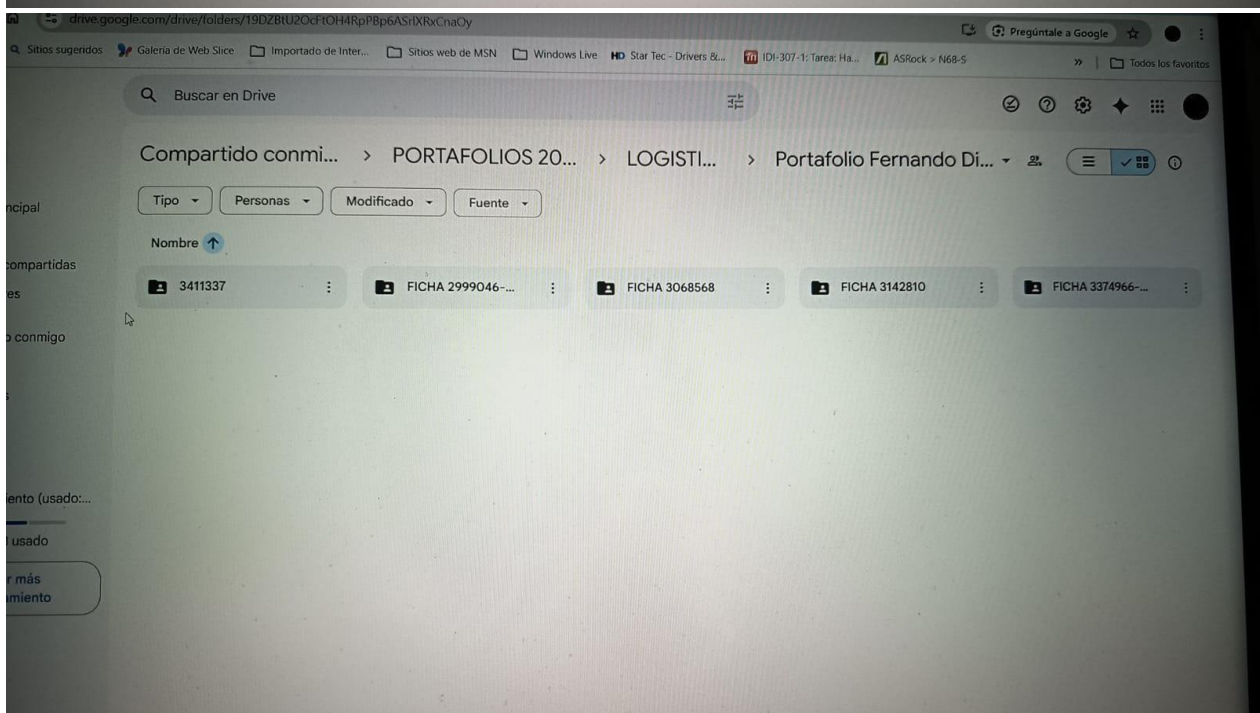 drive.google.com/drive/folders/19DZBtU2OcFtOH4RpPBp6ASrIXRxCnaOy
Pregúntale a Google
Sitios sugeridos Galería de Web Slice Importado de Inter... Sitios web de MSN Windows Live HD Star Tec - Drivers &... IDI-307-1: Tarea: Ha... ASRock > N68-S » Todos los favoritos
Buscar en Drive
Compartido conmi... > PORTAFOLIOS 20... > LOGISTI... > Portafolio Fernando Di...
Tipo Personas Modificado Fuente
ncipal
Nombre
compartidas
3411337 FICHA 2999046-... FICHA 3068568 FICHA 3142810 FICHA 3374966-...
es
o conmigo
s
iento (usado:...
usado
r más
amiento